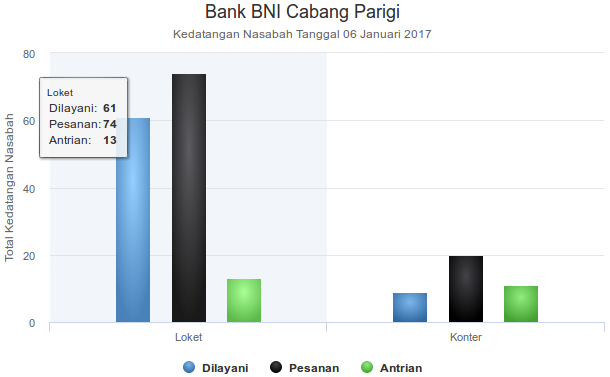 Bank BNI Cabang Parigi
Kedatangan Nasabah Tanggal 06 Januari 2017
Total Kedatangan Nasabah
80
60
40
20
0
Loket
Dilayani: 61
Pesanan: 74
Antrian: 13
Loket
Konter
Dilayani
Pesanan
Antrian